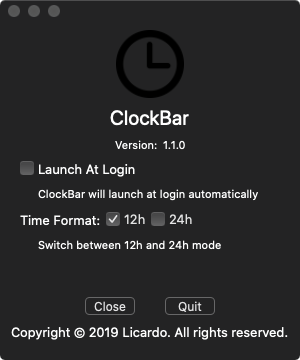 ClockBar
Version: 1.1.0
Launch At Login
ClockBar will launch at login automatically
Time Format: 12h 24h
Switch between 12h and 24h mode
Close Quit
Copyright © 2019 Licardo. All rights reserved.